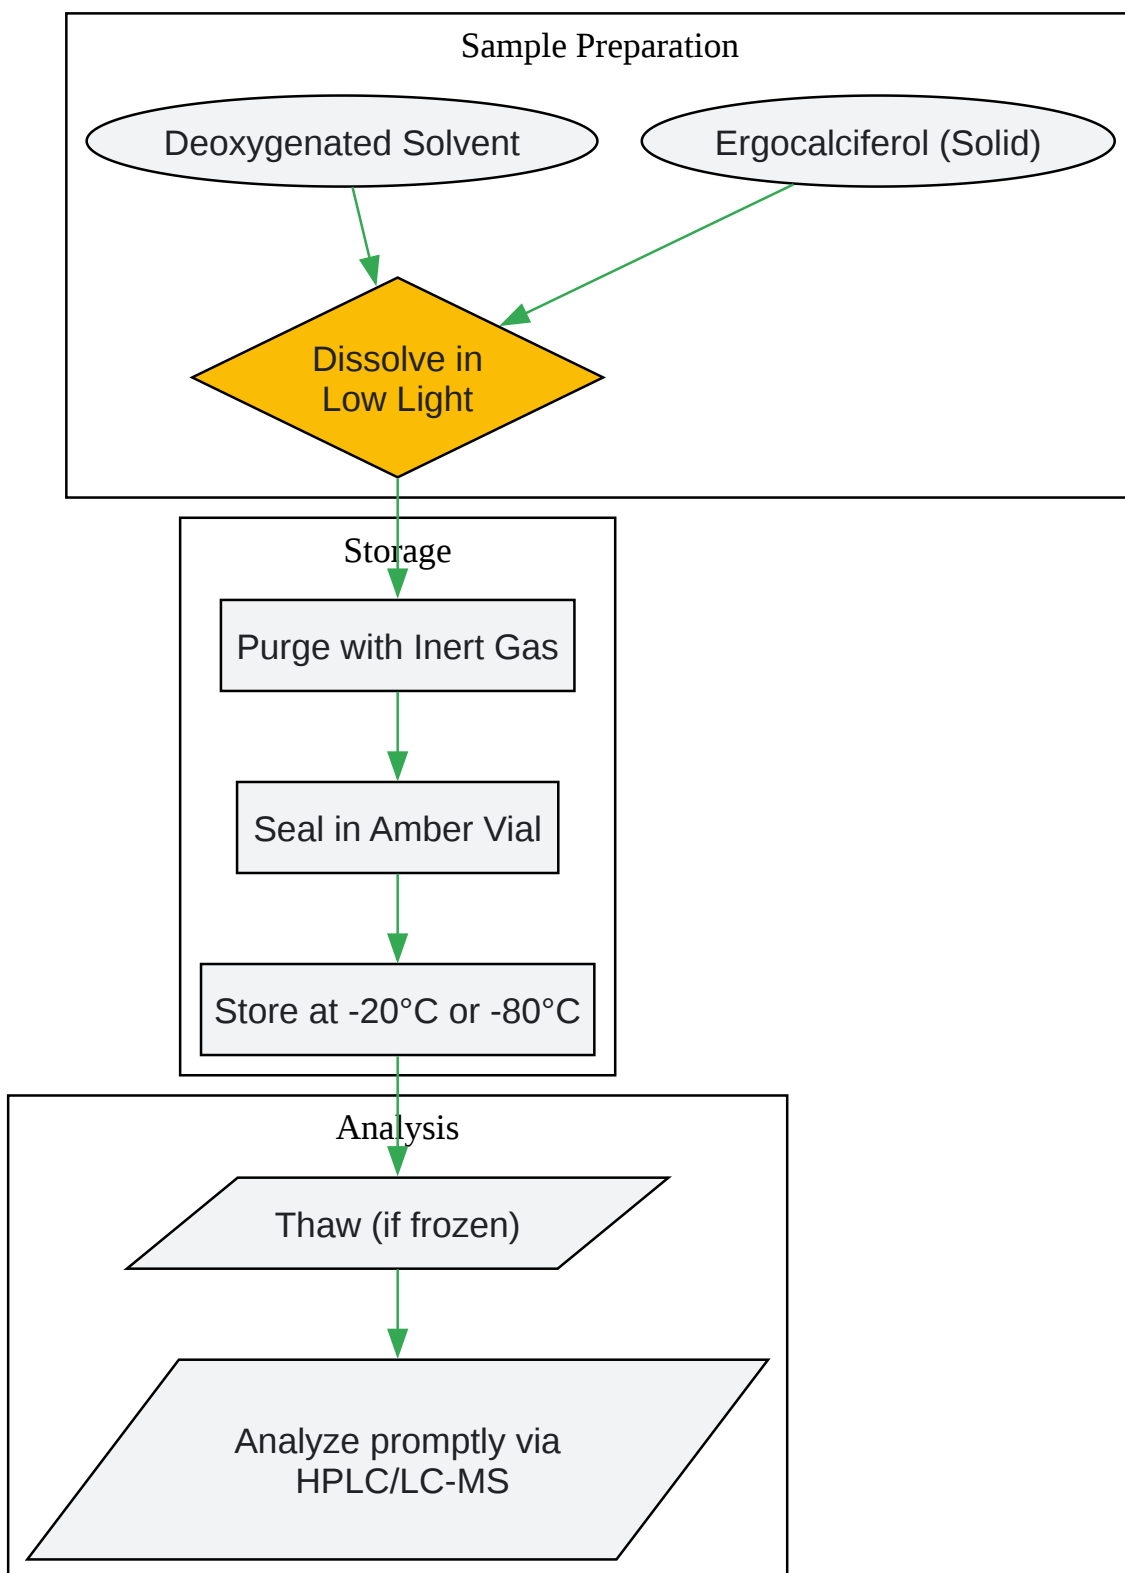 Sample Preparation
Deoxygenated Solvent
Ergocalciferol (Solid)
Dissolve in
Low Light
Storage
Purge with Inert Gas
Seal in Amber Vial
Store at -20°C or -80°C
Analysis
Thaw (if frozen)
Analyze promptly via
HPLC/LC-MS